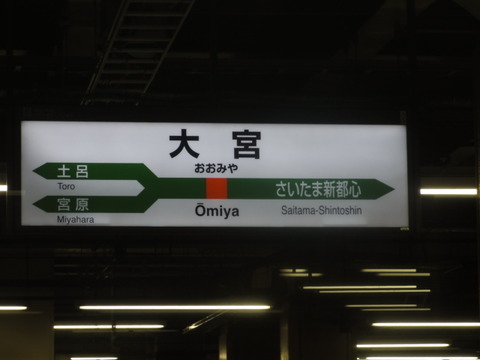 大宮
おおみや
土呂
Toro
宮原
Miyahara
Ōmiya
さいたま新都心
Saitama-Shintoshin